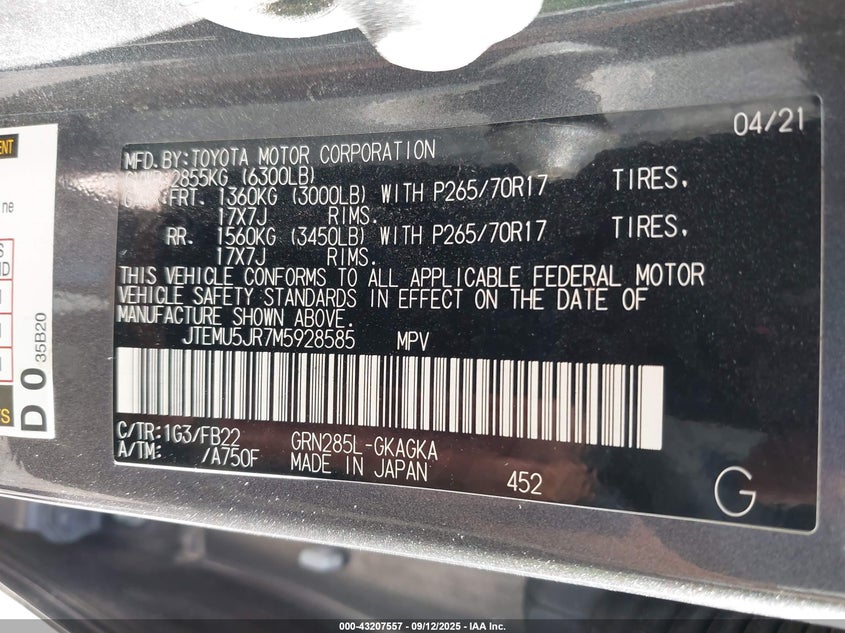 04/21
MFD. BY: TOYOTA MOTOR CORPORATION
GVWR 2855KG (6300LB)
GAWR FRT. 1360KG (3000LB) WITH P265/70R17 TIRES,
17X7J RIMS.
RR. 1560KG (3450LB) WITH P265/70R17 TIRES,
17X7J RIMS.
THIS VEHICLE CONFORMS TO ALL APPLICABLE FEDERAL MOTOR
VEHICLE SAFETY STANDARDS IN EFFECT ON THE DATE OF
MANUFACTURE SHOWN ABOVE.
JTEMU5JR7M5928585 MPV
C/TR:1G3/FB22 GRN285L-GKAGKA
A/TM: /A750F MADE IN JAPAN 452
G
D 0 35B20
000-43207557 - 09/12/2025 - IAA Inc.